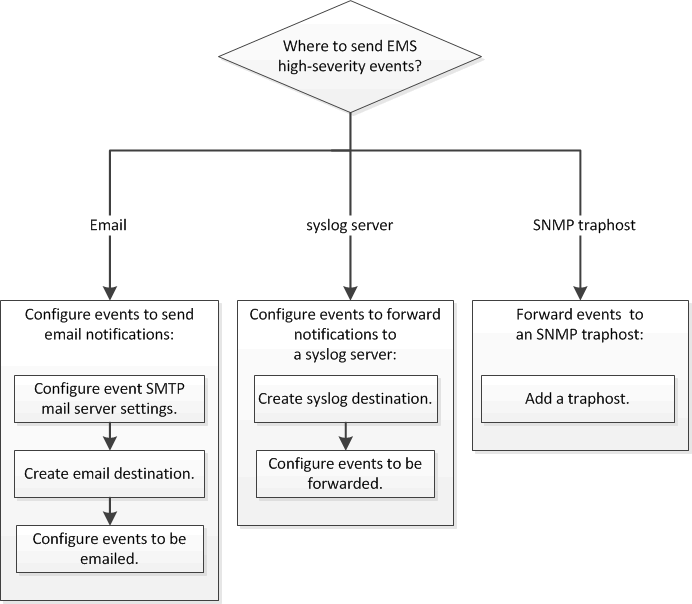 Where to send EMS
high-severity events?
Email
syslog server
SNMP traphost
Configure events to send
email notifications:
Configure event SMTP
mail server settings.
Create email destination.
Configure events to be
emailed.
Configure events to forward
notifications to
a syslog server:
Create syslog destination.
Configure events to be
forwarded.
Forward events to
an SNMP traphost:
Add a traphost.